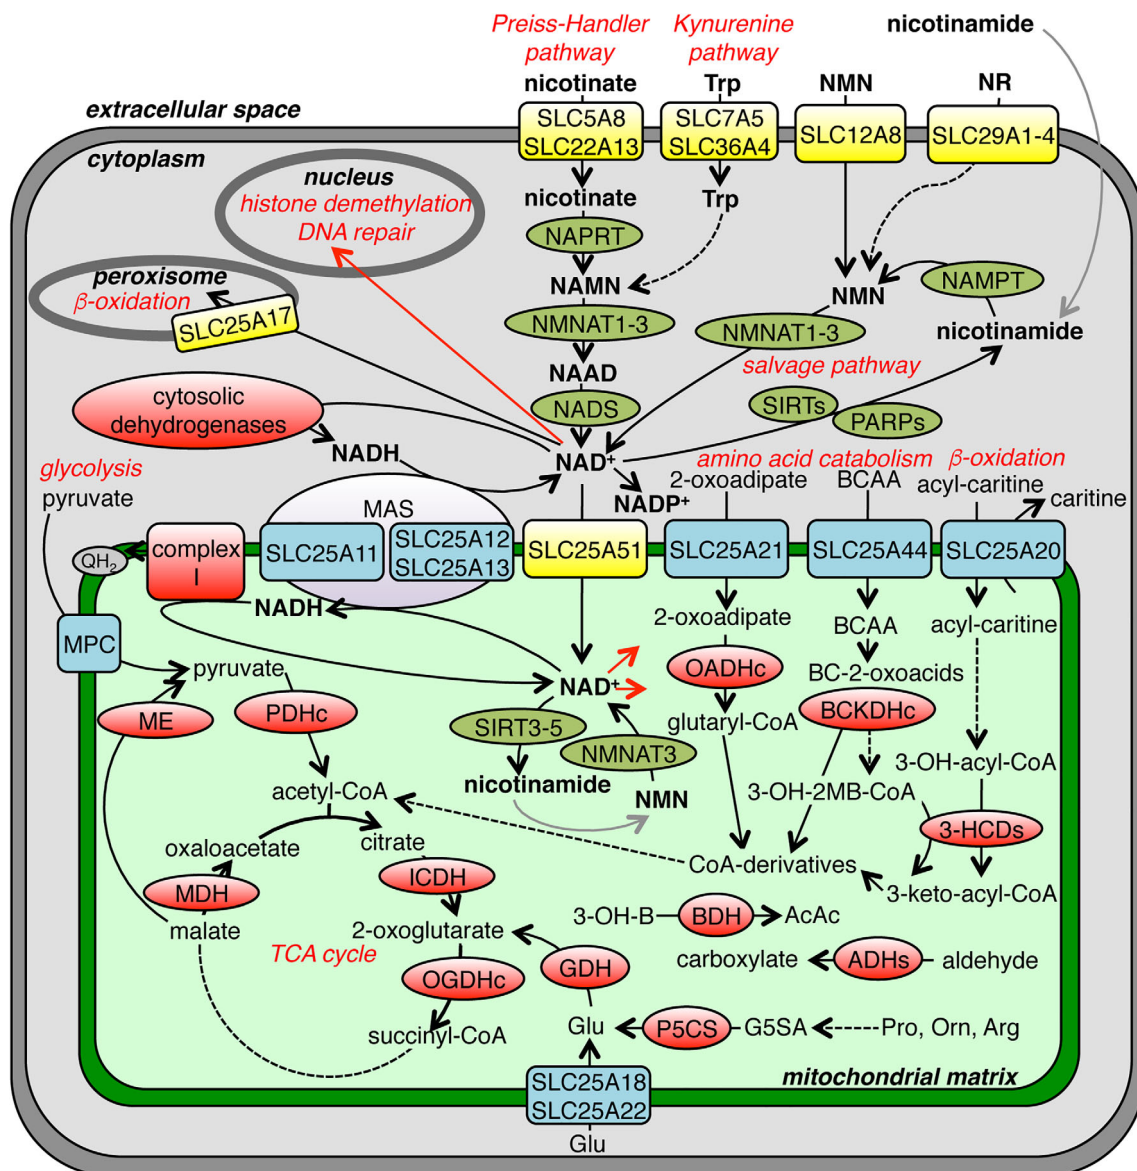 Preiss-Handler
pathway
Kynurenine
pathway
nicotinamide
nicotinate
Trp
NMN
NR
extracellular space
SLC5A8
SLC22A13
SLC7A5
SLC36A4
SLC12A8
SLC29A1-4
cytoplasm
nucleus
histone demethylation
DNA repair
nicotinate
Trp
NAPRT
peroxisome
β-oxidation
SLC25A17
NAMN
NMN
NAMPT
NMNAT1-3
NMNAT1-3
nicotinamide
salvage pathway
NAAD
cytosolic
dehydrogenases
NADS
SIRTs
PARPs
NADH
NAD+
glycolysis
pyruvate
amino acid catabolism
β-oxidation
2-oxoadipate
BCAA
acyl-caritine
caritine
NADP+
MAS
QH2
complex
I
SLC25A11
SLC25A12
SLC25A13
SLC25A51
SLC25A21
SLC25A44
SLC25A20
NADH
2-oxoadipate
BCAA
acyl-caritine
MPC
pyruvate
NAD+
OADHc
BC-2-oxoacids
ME
PDHc
SIRT3-5
glutaryl-CoA
BCKDHc
NMNAT3
3-OH-acyl-CoA
nicotinamide
acetyl-CoA
NMN
3-OH-2MB-CoA
oxaloacetate
citrate
3-HCDs
CoA-derivatives
ICDH
MDH
3-keto-acyl-CoA
3-OH-B
BDH
AcAc
malate
2-oxoglutarate
TCA cycle
GDH
carboxylate
ADHs
aldehyde
OGDHc
succinyl-CoA
Glu
P5CS
G5SA
Pro, Orn, Arg
mitochondrial matrix
SLC25A18
SLC25A22
Glu